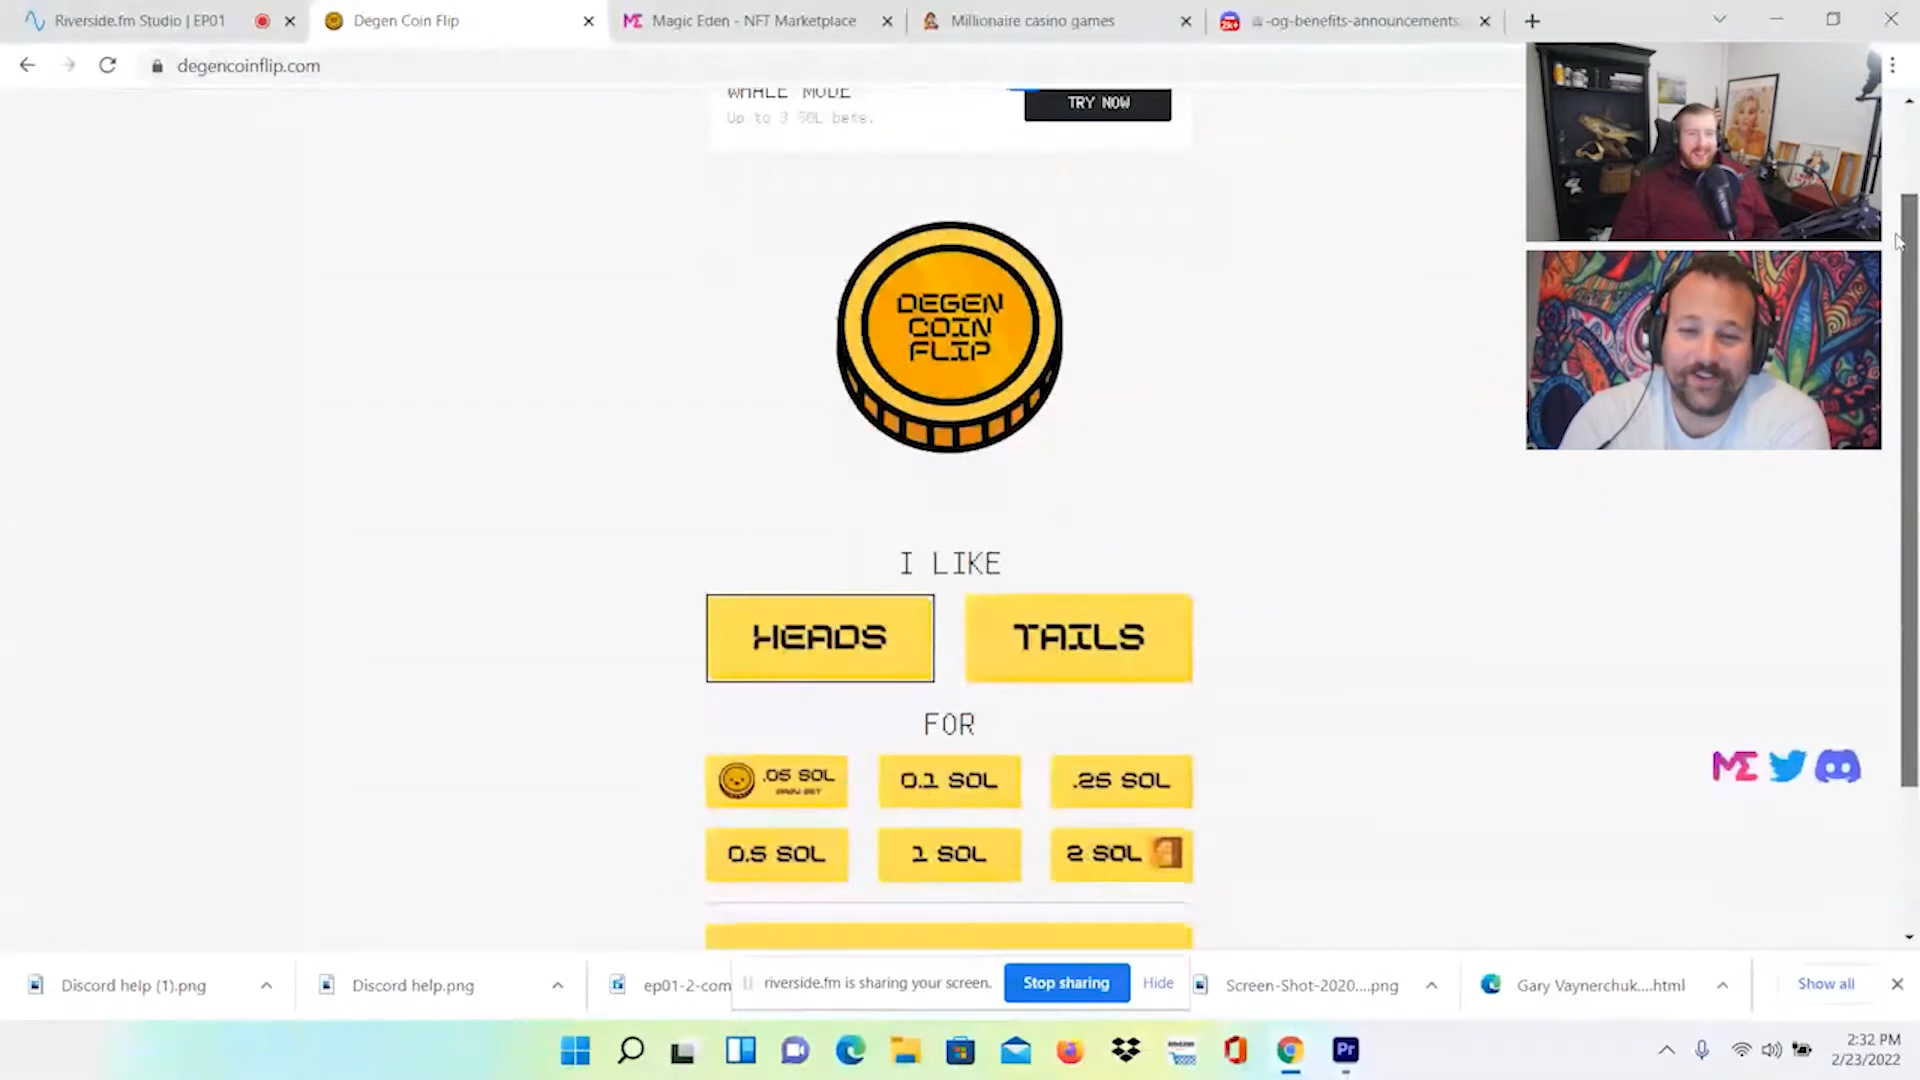 Riverside.fm Studio | EP01
Degen Coin Flip
ME Magic Eden - NFT Marketplace
Millionaire casino games
-og-benefits-announcements
degencoinflip.com
WHALE MODE
Up to 3 SOL bets.
TRY NOW
DEGEN
COIN
FLIP
I LIKE
HEADS
TAILS
FOR
.05 SOL
0.1 SOL
.25 SOL
0.5 SOL
1 SOL
2 SOL
ME
Discord help (1).png
Discord help.png
ep01-2-com
riverside.fm is sharing your screen.
Stop sharing
Hide
Screen-Shot-2020....png
Gary Vaynerchuk....html
Show all
Pr
2:32 PM
2/23/2022